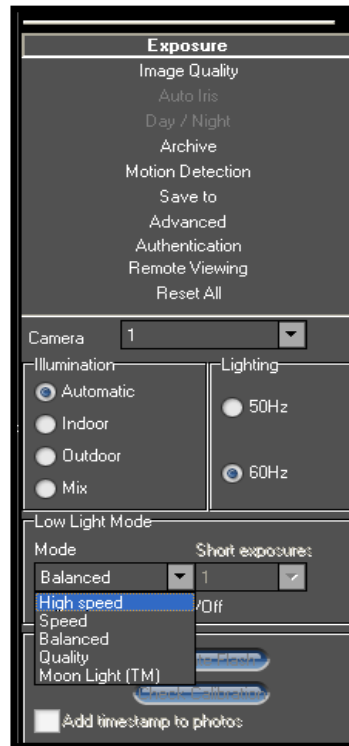 Exposure
Image Quality
Auto Iris
Day / Night
Archive
Motion Detection
Save to
Advanced
Authentication
Remote Viewing
Reset All
Camera 1
Illumination
Lighting
Automatic
50Hz
Indoor
Outdoor
60Hz
Mix
Low Light Mode
Mode Short exposures
Balanced 1
High speed /Off
Speed
Balanced
Quality
Moon Light (TM)
Check Calibration
Add timestamp to photos